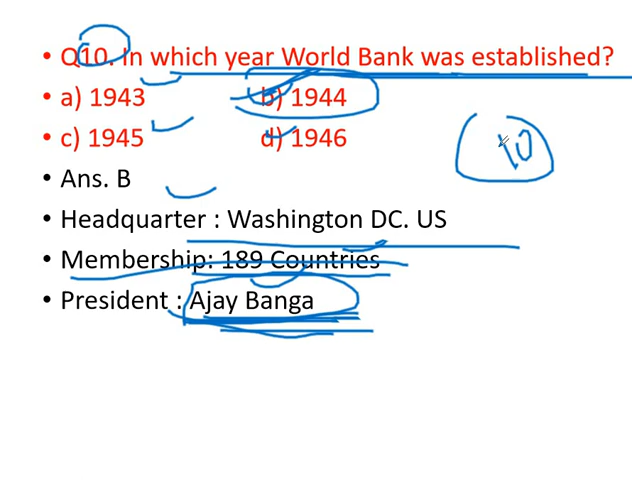 • Q10. In which year World Bank was established?
• a) 1943 b) 1944
• c) 1945 d) 1946
10
• Ans. B
• Headquarter : Washington DC. US
• Membership: 189 Countries
• President : Ajay Banga